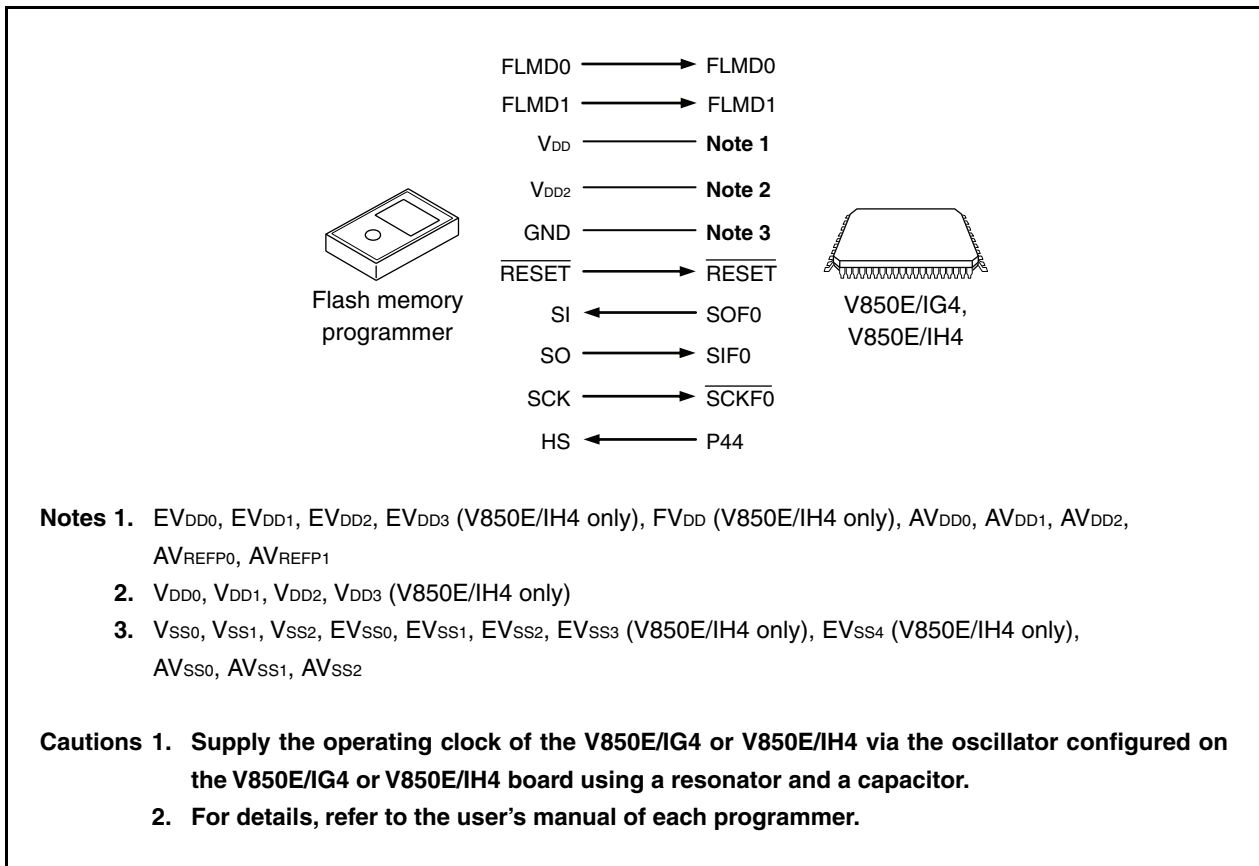 FLMD0 FLMD0
FLMD1 FLMD1
VDD Note 1
VDD2 Note 2
GND Note 3
RESET RESET
SI SOF0
SO SIF0
SCK SCKF0
HS P44
Flash memory
programmer
V850E/IG4,
V850E/IH4
Notes 1. EVDD0, EVDD1, EVDD2, EVDD3 (V850E/IH4 only), FVDD (V850E/IH4 only), AVDD0, AVDD1, AVDD2,
AVREFP0, AVREFP1
2. VDD0, VDD1, VDD2, VDD3 (V850E/IH4 only)
3. VSS0, VSS1, VSS2, EVSS0, EVSS1, EVSS2, EVSS3 (V850E/IH4 only), EVSS4 (V850E/IH4 only),
AVSS0, AVSS1, AVSS2
Cautions 1. Supply the operating clock of the V850E/IG4 or V850E/IH4 via the oscillator configured on
the V850E/IG4 or V850E/IH4 board using a resonator and a capacitor.
2. For details, refer to the user's manual of each programmer.